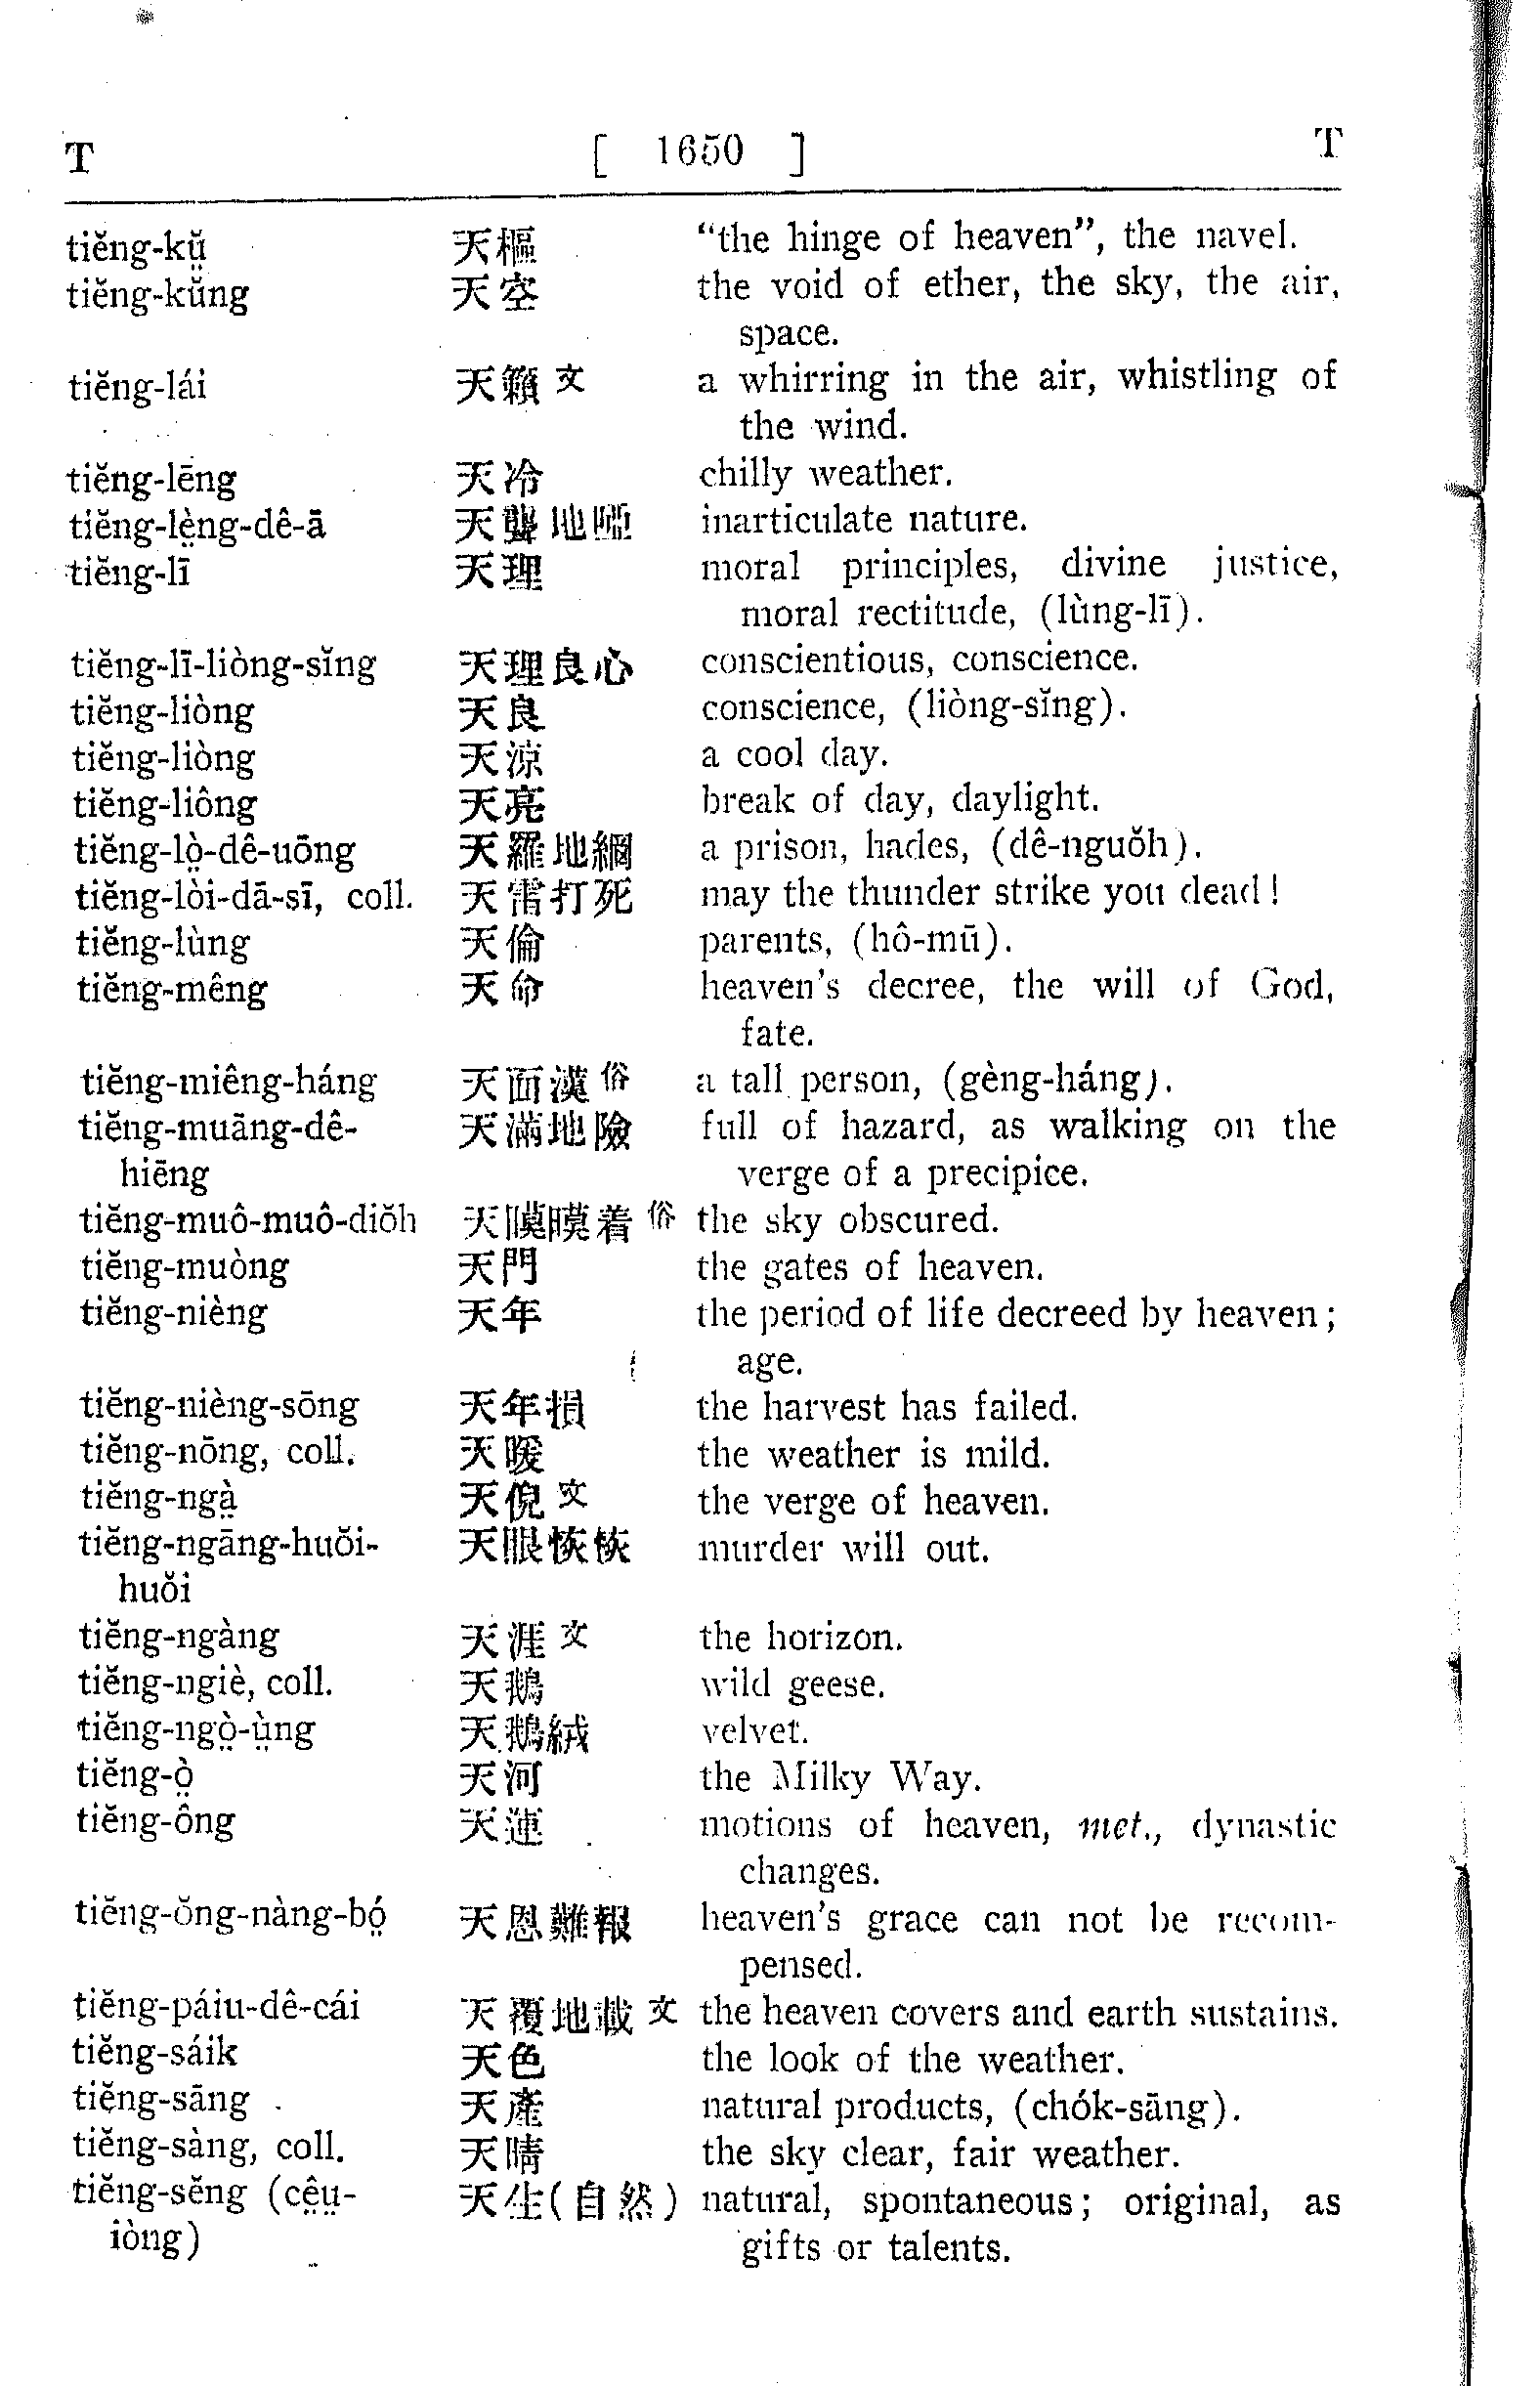 T [ 1650 ] T
tiĕng-kṳ̆ 天樞 “the hinge of heaven”, the navel.
tiĕng-kŭng 天空 the void of ether, the sky, the air,
space.
tiĕng-lái 天籟文 a whirring in the air, whistling of
the wind.
tiĕng-lēng 天冷 chilly weather.
tiĕng-lè̤ng-dê-ā 天聾地啞 inarticulate nature.
tiĕng-lī 天理 moral principles, divine justice,
moral rectitude, (lùng-lī).
tiĕng-lī-liòng-sĭng 天理良心 conscientious, conscience.
tiĕng-liòng 天良 conscience, (liòng-sĭng).
tiĕng-liòng 天涼 a cool day.
tiĕng-liông 天亮 break of day, daylight.
tiĕng-lò̤-dê-uōng 天羅地網 a prison, hades, (dê-nguŏh).
tiĕng-lòi-dā-sī, coll. 天雷打死 may the thunder strike you dead!
tiĕng-lùng 天倫 parents, (hô-mū).
tiĕng-mêng 天命 heaven's decree, the will of God,
fate.
tiĕng-miêng-háng 天面漢俗 a tall person, (gèng-háng).
tiĕng-muāng-dê- 天滿地險 full of hazard, as walking on the
hiēng verge of a precipice.
tiĕng-muô-muô-diŏh 天瞙暯着俗 the sky obscured.
tiĕng-muòng 天門 the gates of heaven.
tiĕng-nièng 天年 the period of life decreed by heaven;
age.
tiĕng-nièng-sōng 天年損 the harvest has failed.
tiĕng-nōng, coll. 天暖 the weather is mild.
tiĕng-ngà̤ 天倪文 the verge of heaven.
tiĕng-ngāng-huŏi- 天眼恢恢 murder will out.
huŏi
tiĕng-ngàng 天涯文 the horizon.
tiĕng-ngiè, coll. 天鵝 wild geese.
tiĕng-ngò̤-ṳ̀ng 天鵝絨 velvet.
tiĕng-ò̤ 天河 the Milky Way.
tiĕng-ông 天運 motions of heaven, met., dynastic
changes.
tiĕng-ŏng-nàng-bó̤ 天恩難報 heaven's grace can not be recom-
pensed.
tiĕng-páiu-dê-cái 天覆地載文 the heaven covers and earth sustains.
tiĕng-sáik 天色 the look of the weather.
tiĕng-sāng 天產 natural products, (chók-sāng).
tiĕng-sàng, coll. 天晴 the sky clear, fair weather.
tiĕng-sĕng (cê̤ṳ- 天生(自然) natural, spontaneous; original, as
iòng) gifts or talents.